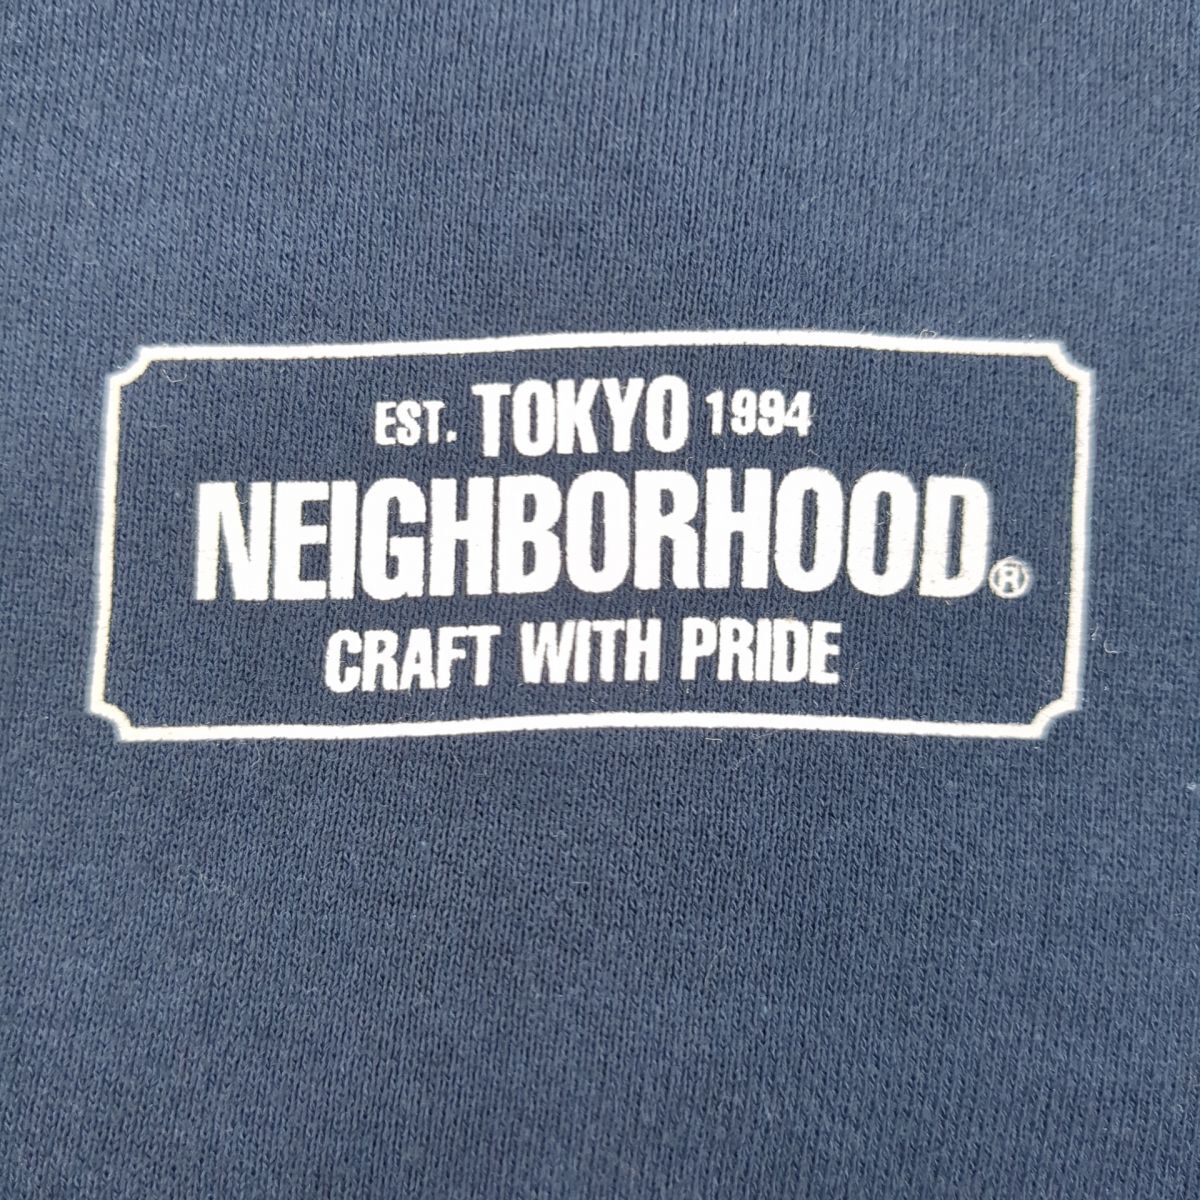 EST. TOKYO 1994
NEIGHBORHOOD®
CRAFT WITH PRIDE